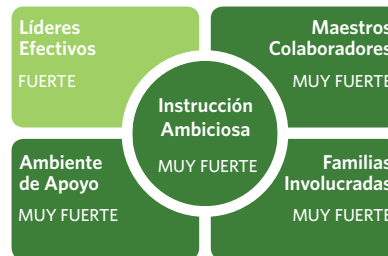 Líderes
Efectivos
FUERTE
Maestros
Colaboradores
MUY FUERTE
Instrucción
Ambiciosa
MUY FUERTE
Ambiente
de Apoyo
MUY FUERTE
Familias
Involucradas
MUY FUERTE